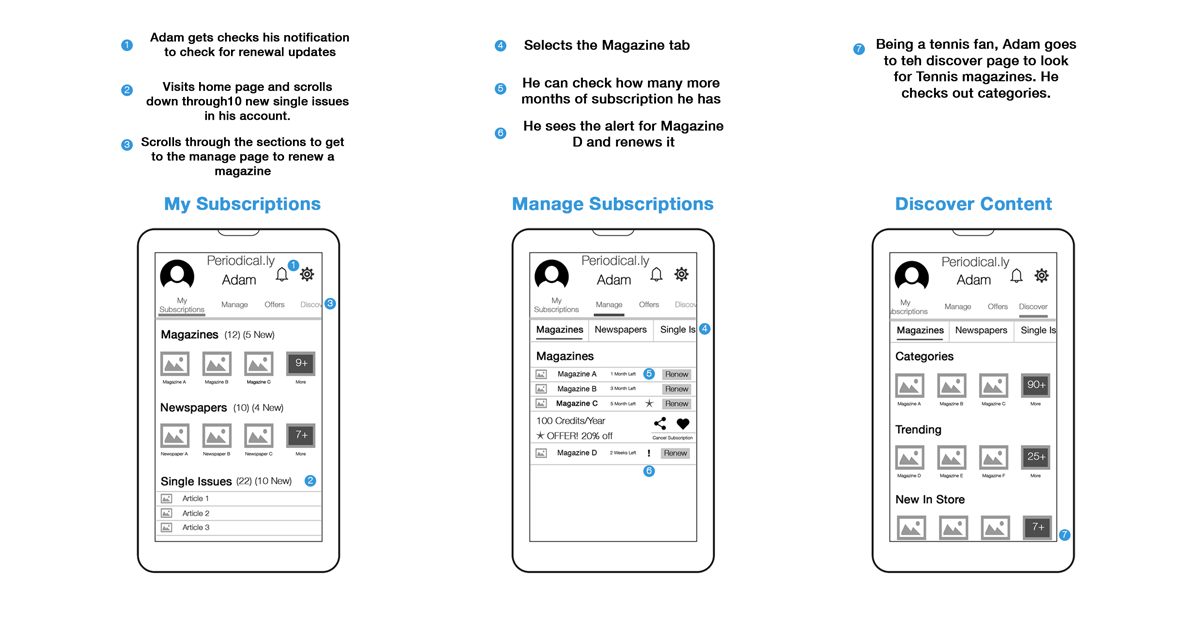 1 Adam gets checks his notification
to check for renewal updates
2 Visits home page and scrolls
down through10 new single issues
in his account.
3 Scrolls through the sections to get
to the manage page to renew a
magazine
4 Selects the Magazine tab
5 He can check how many more
months of subscription he has
6 He sees the alert for Magazine
D and renews it
7 Being a tennis fan, Adam goes
to teh discover page to look
for Tennis magazines. He
checks out categories.
My Subscriptions
Periodical.ly
1
Adam
My
Subscriptions Manage Offers Discov 3
Magazines (12) (5 New)
9+
Magazine A Magazine B Magazine C More
Newspapers (10) (4 New)
7+
Newspaper A Newspaper B Newspaper C More
Single Issues (22) (10 New) 2
Article 1
Article 2
Article 3
Manage Subscriptions
Periodical.ly
Adam
My
Subscriptions Manage Offers Discov
Magazines Newspapers Single Is 4
Magazines
Magazine A 1 Month Left 5 Renew
Magazine B 3 Month Left Renew
Magazine C 5 Month Left Renew
100 Credits/Year
OFFER! 20% off
Cancel Subscription
Magazine D 2 Weeks Left ! Renew
6
Discover Content
Periodical.ly
Adam
My
ubscriptions Manage Offers Discover
Magazines Newspapers Single Is
Categories
90+
Magazine A Magazine B Magazine C More
Trending
25+
Magazine D Magazine E Magazine F More
New In Store
7+
7